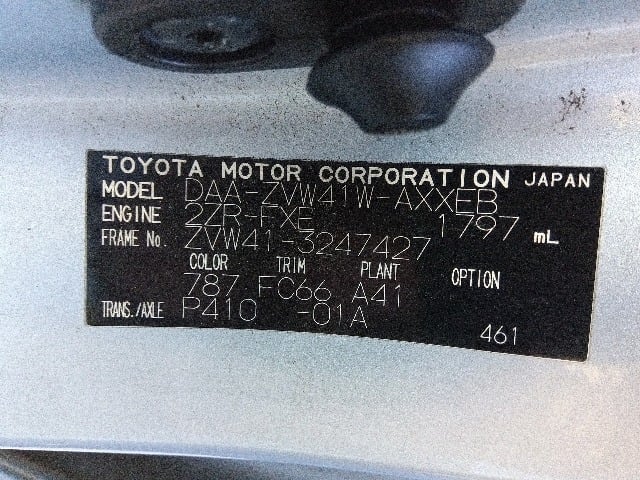 TOYOTA MOTOR CORPORATION JAPAN
MODEL DAA-ZVW41W-AXXEB
ENGINE 2ZR-FXE 1797 mL
FRAME No. ZVW41-3247427
COLOR TRIM PLANT OPTION
787 FC66 A41
TRANS./AXLE P410 -01A
461